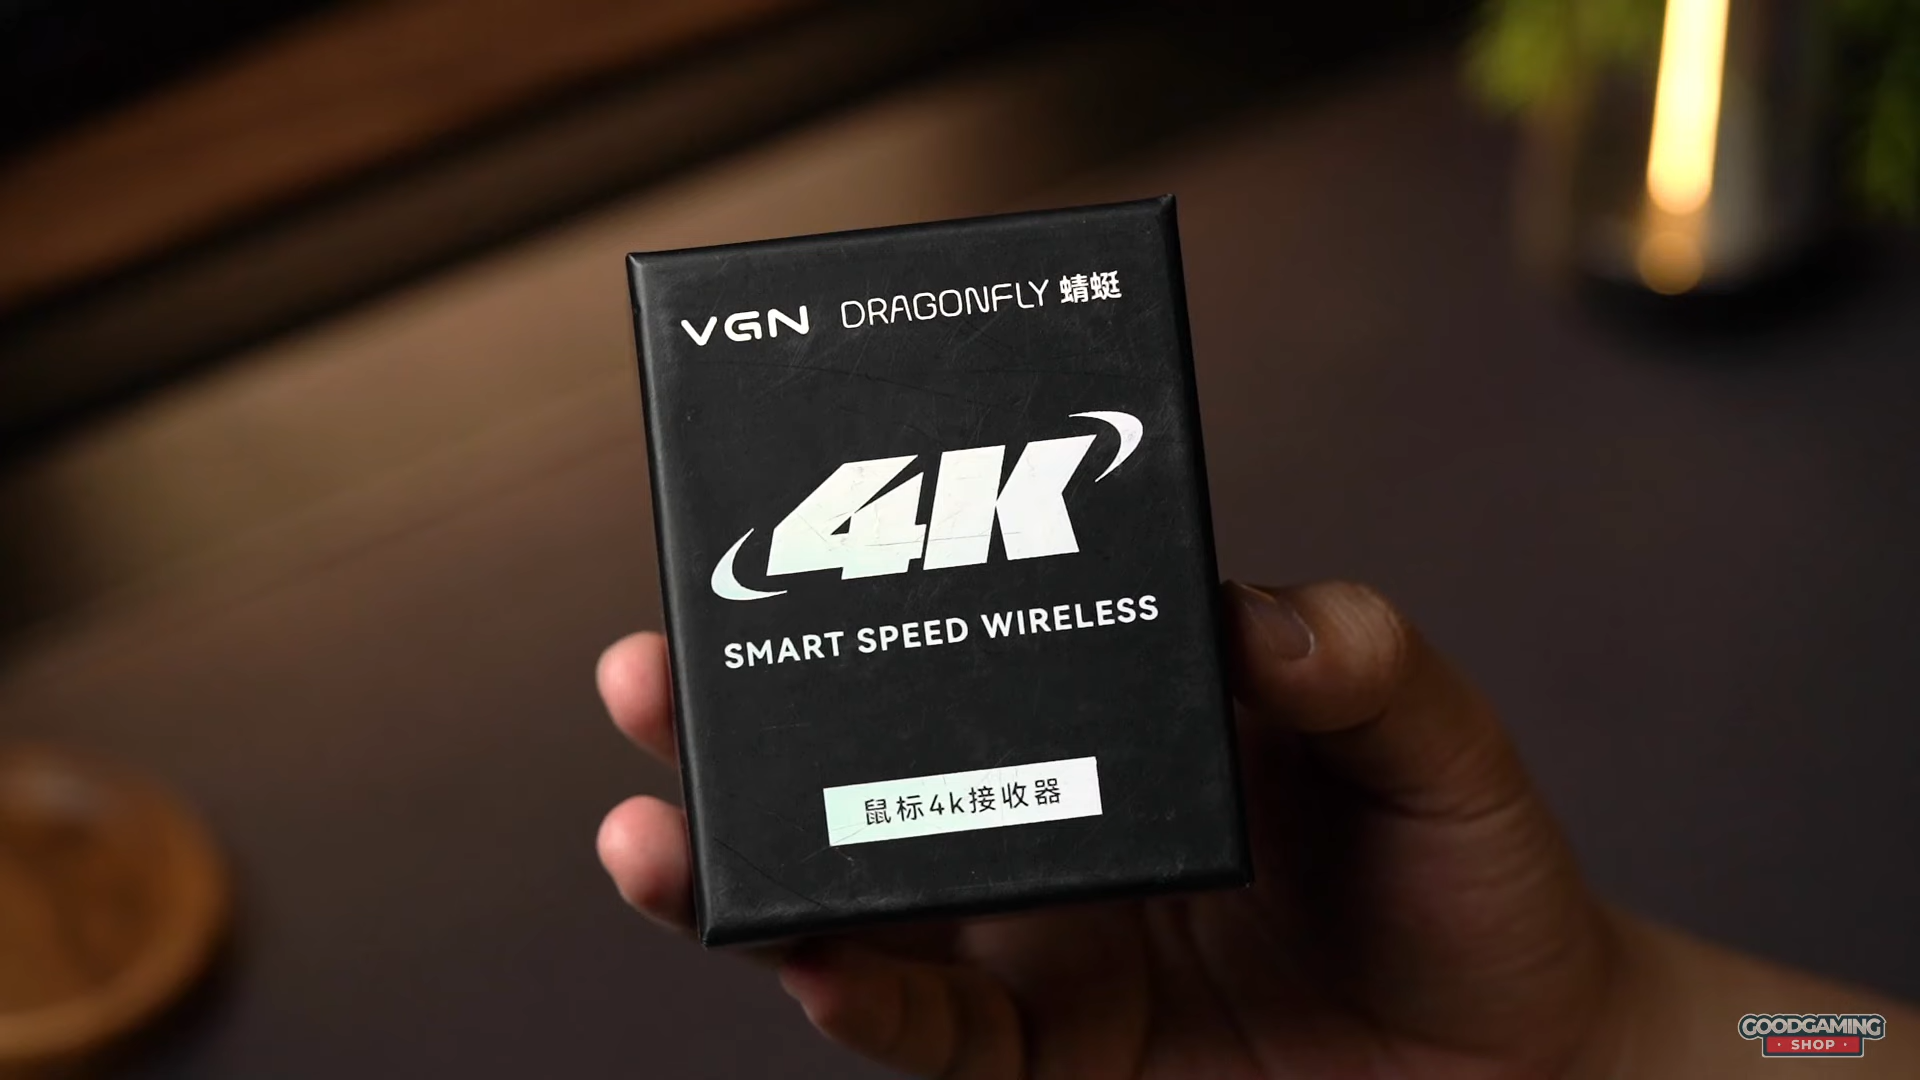 VGN DRAGONFLY 蜻蜓
4K
SMART SPEED WIRELESS
鼠标4k接收器
GOODGAMING
SHOP